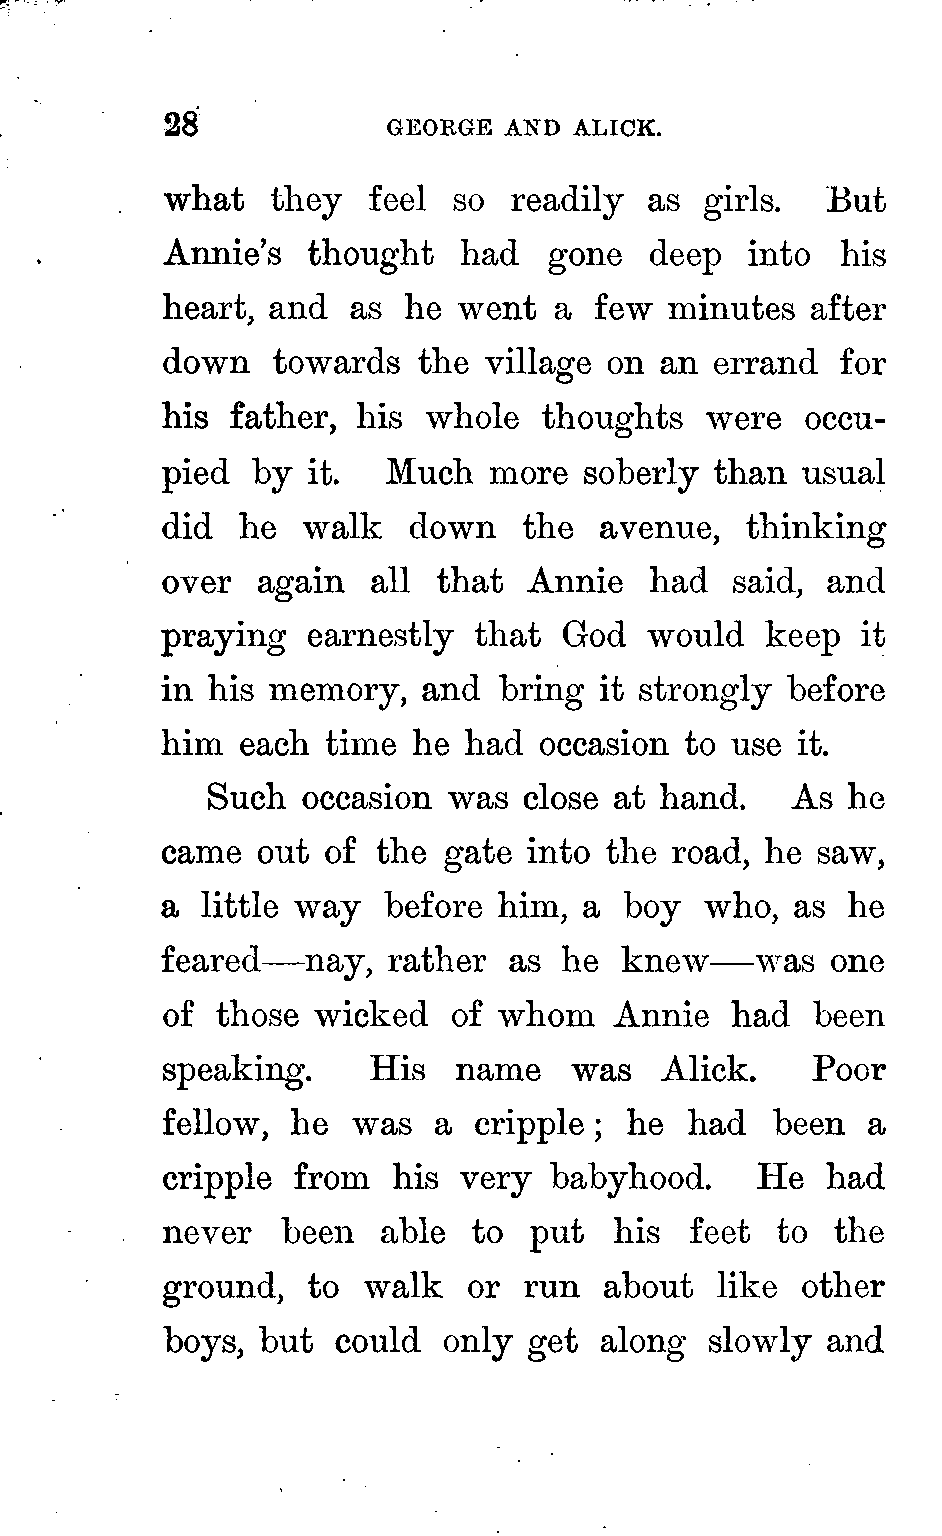 28 GEORGE AND ALICK.
what they feel so readily as girls. But
Annie's thought had gone deep into his
heart, and as he went a few minutes after
down towards the village on an errand for
his father, his whole thoughts were occu-
pied by it. Much more soberly than usual
did he walk down the avenue, thinking
over again all that Annie had said, and
praying earnestly that God would keep it
in his memory, and bring it strongly before
him each time he had occasion to use it.
Such occasion was close at hand. As he
came out of the gate into the road, he saw,
a little way before him, a boy who, as he
feared—nay, rather as he knew—was one
of those wicked of whom Annie had been
speaking. His name was Alick. Poor
fellow, he was a cripple; he had been a
cripple from his very babyhood. He had
never been able to put his feet to the
ground, to walk or run about like other
boys, but could only get along slowly and